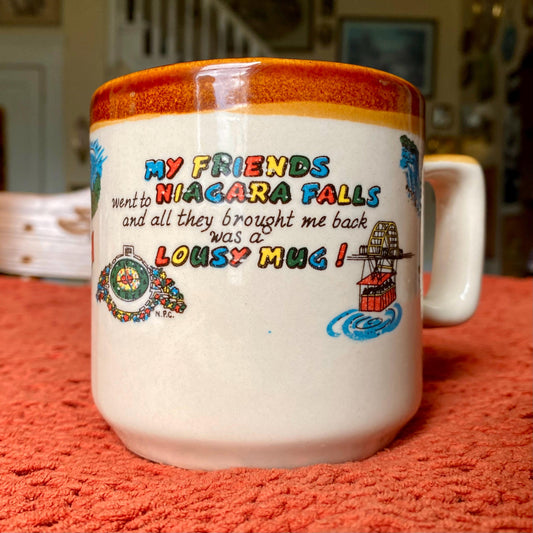 MY FRIENDS
went to NIAGARA FALLS
and all they brought me back
was a
LOUSY MUG!
N.P.C.